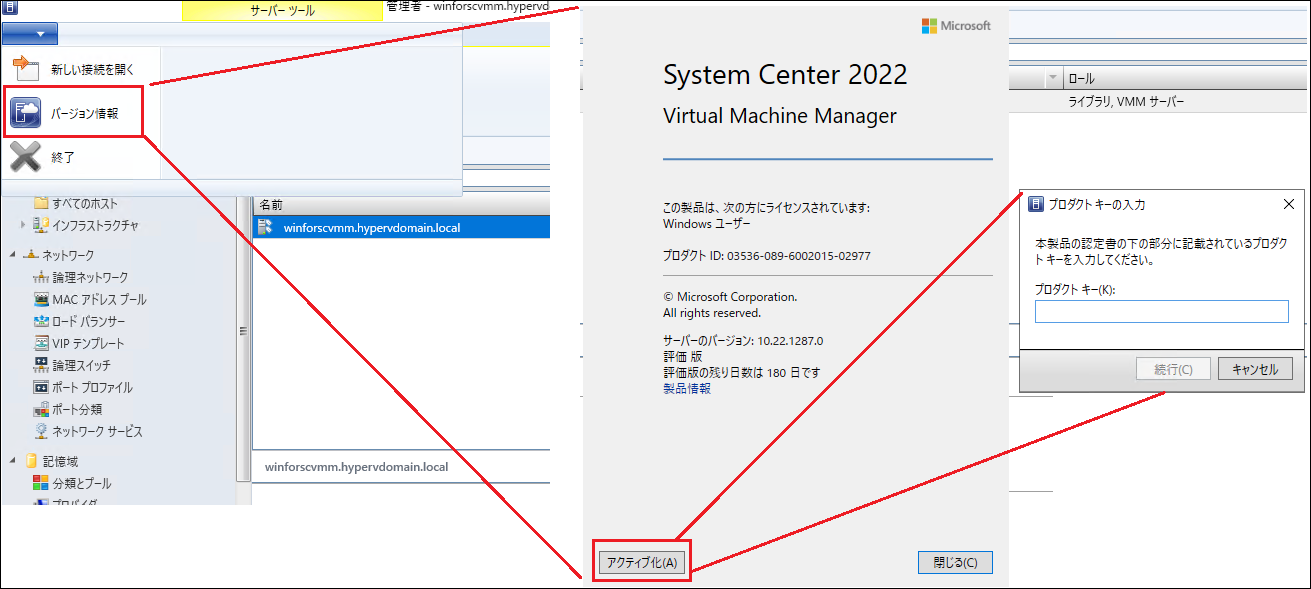 サーバー ツール
管理者 - winforscvmm.hypervd
新しい接続を開く
バージョン情報
終了
すべてのホスト
インフラストラクチャ
ネットワーク
論理ネットワーク
MAC アドレス プール
ロード バランサー
VIP テンプレート
論理スイッチ
ポート プロファイル
ポート分類
ネットワーク サービス
記憶域
分類とプール
プロバイダー
名前
winforscvmm.hypervdomain.local
winforscvmm.hypervdomain.local
Microsoft
System Center 2022
Virtual Machine Manager
この製品は、次の方にライセンスされています:
Windows ユーザー
プロダクト ID: 03536-089-6002015-02977
© Microsoft Corporation.
All rights reserved.
サーバーのバージョン: 10.22.1287.0
評価 版
評価版の残り日数は 180 日です
製品情報
アクティブ化(A)
閉じる(C)
ロール
ライブラリ, VMM サーバー
プロダクト キーの入力
本製品の認定書の下の部分に記載されているプロダク
ト キーを入力してください。
プロダクト キー(K):
続行(C)
キャンセル